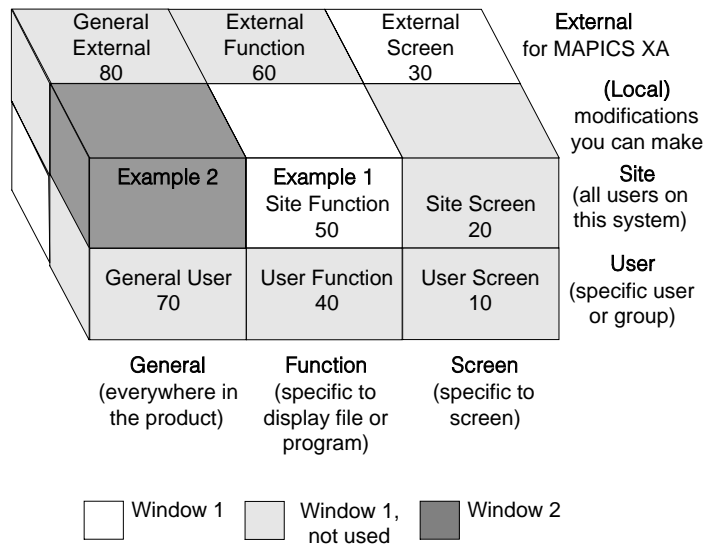 General
External
80
External
Function
60
External
Screen
30
External
for MAPICS XA
(Local)
modifications
you can make
Example 2
Example 1
Site Function
50
Site Screen
20
Site
(all users on
this system)
General User
70
User Function
40
User Screen
10
User
(specific user
or group)
General
(everywhere in
the product)
Function
(specific to
display file or
program)
Screen
(specific to
screen)
Window 1
Window 1,
not used
Window 2